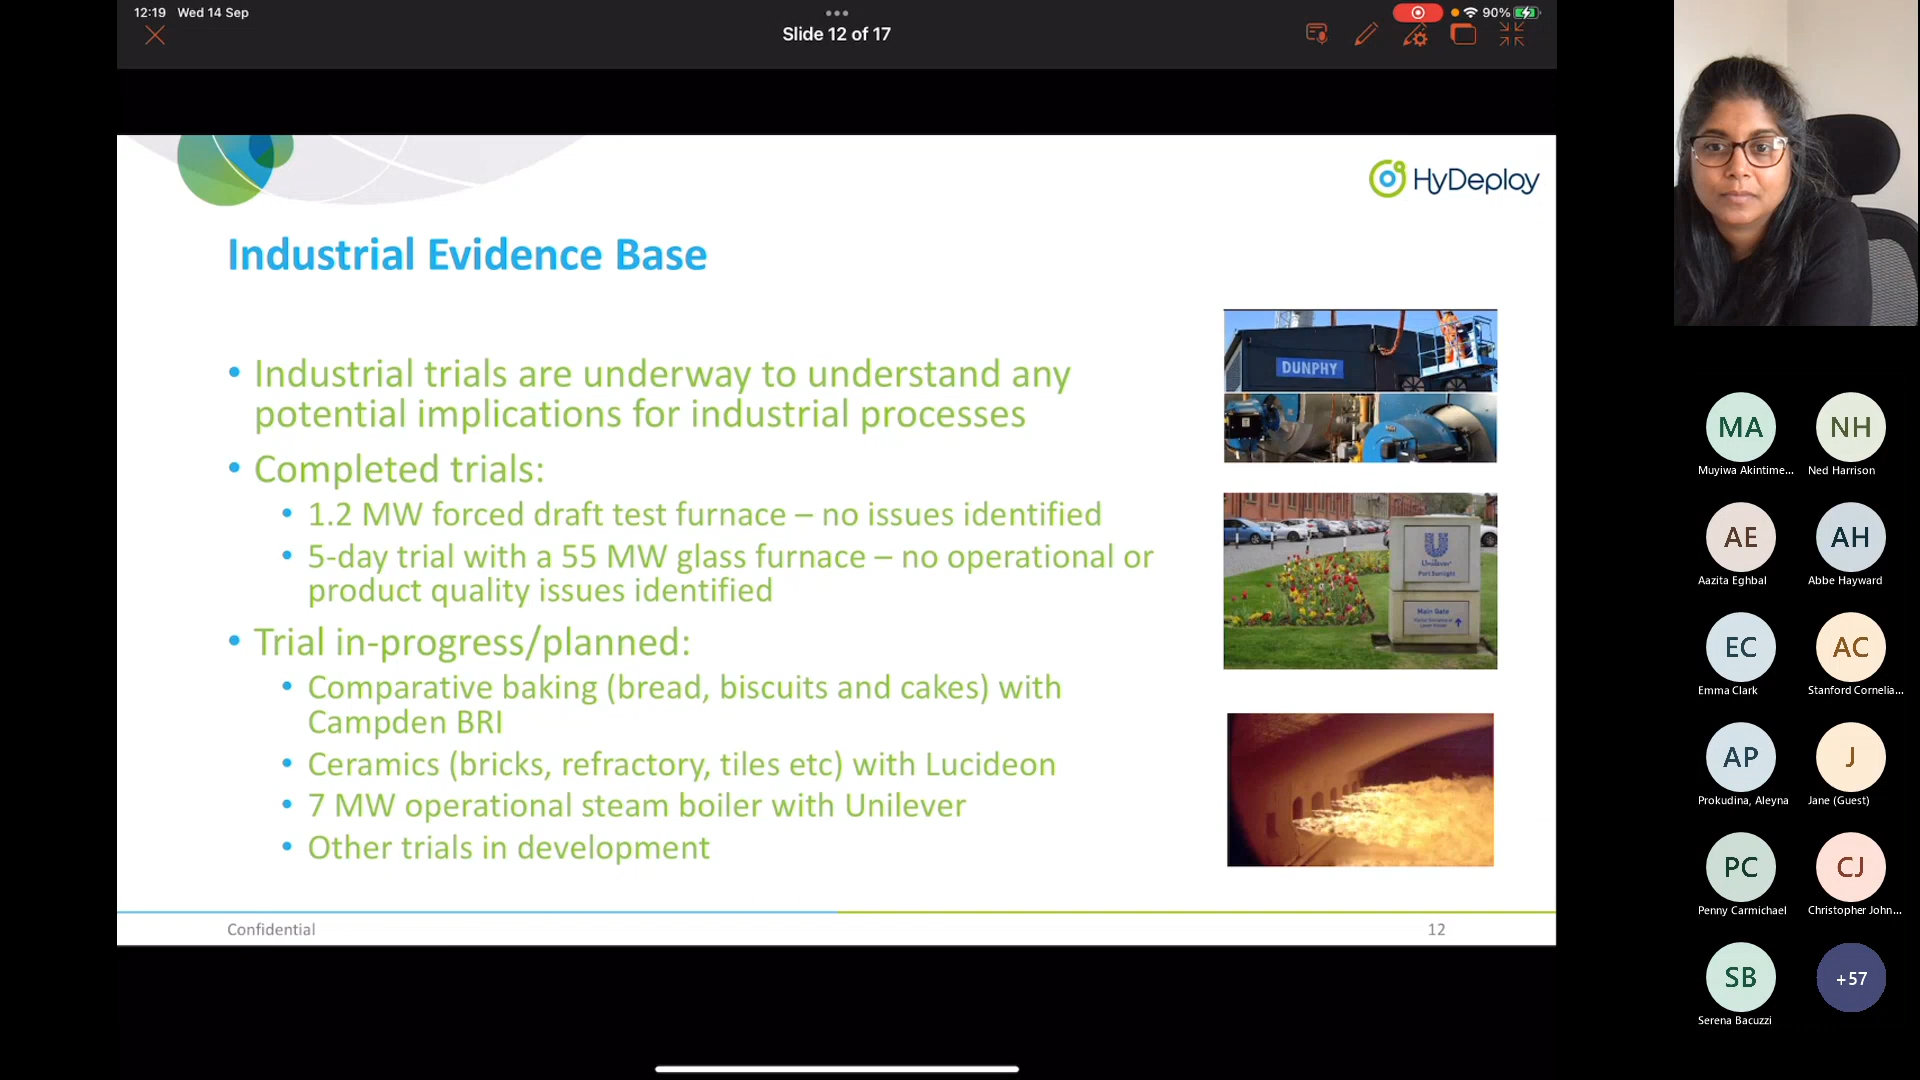 12:19 Wed 14 Sep
90%
Slide 12 of 17
HyDeploy
Industrial Evidence Base
• Industrial trials are underway to understand any
potential implications for industrial processes
• Completed trials:
• 1.2 MW forced draft test furnace – no issues identified
• 5-day trial with a 55 MW glass furnace – no operational or
product quality issues identified
• Trial in-progress/planned:
• Comparative baking (bread, biscuits and cakes) with
Campden BRI
• Ceramics (bricks, refractory, tiles etc) with Lucideon
• 7 MW operational steam boiler with Unilever
• Other trials in development
DUNPHY
Unilever
Port Sunlight
Main Gate
Confidential
12
MA NH
Muyiwa Akintime... Ned Harrison
AE AH
Aazita Eghbal Abbe Hayward
EC AC
Emma Clark Stanford Cornelia...
AP J
Prokudina, Aleyna Jane (Guest)
PC CJ
Penny Carmichael Christopher John...
SB +57
Serena Bacuzzi